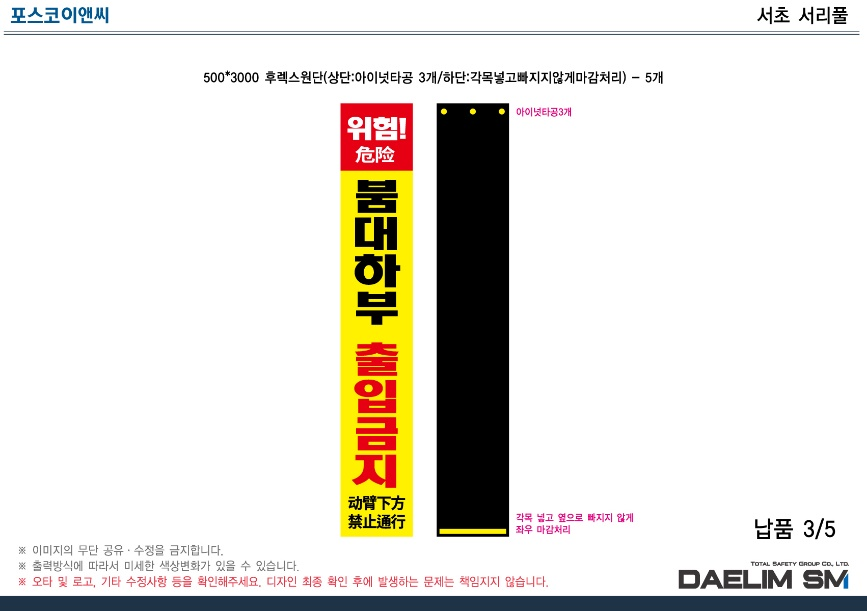 포스코이앤씨
서초 서리풀
500*3000 후렉스원단(상단:아이넛타공 3개/하단:각목넣고빠지지않게마감처리) - 5개
위험!
危险
붐대하부
출입금지
动臂下方
禁止通行
아이넛타공3개
각목 넣고 옆으로 빠지지 않게
좌우 마감처리
납품 3/5
※ 이미지의 무단 공유·수정을 금지합니다.
※ 출력방식에 따라서 미세한 색상변화가 있을 수 있습니다.
※ 오타 및 로고, 기타 수정사항 등을 확인해주세요. 디자인 최종 확인 후에 발생하는 문제는 책임지지 않습니다.
TOTAL SAFETY GROUP CO., LTD.
DAELIM SM